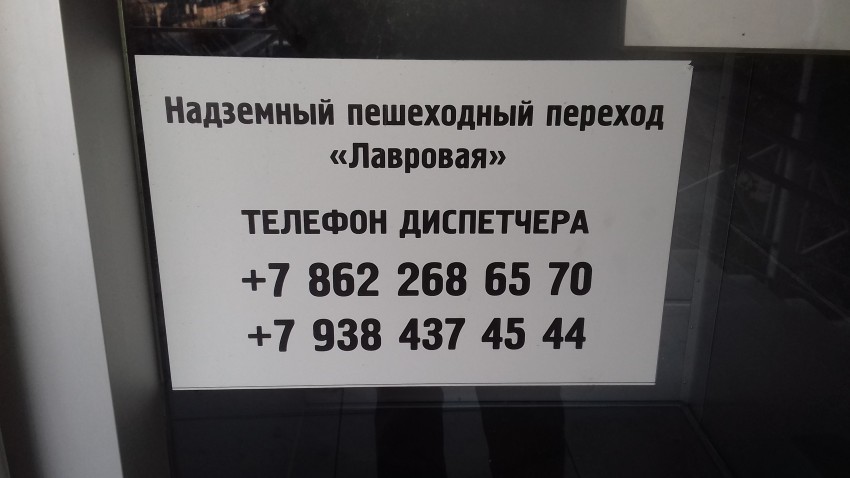 Надземный пешеходный переход
«Лавровая»
ТЕЛЕФОН ДИСПЕТЧЕРА
+7 862 268 65 70
+7 938 437 45 44